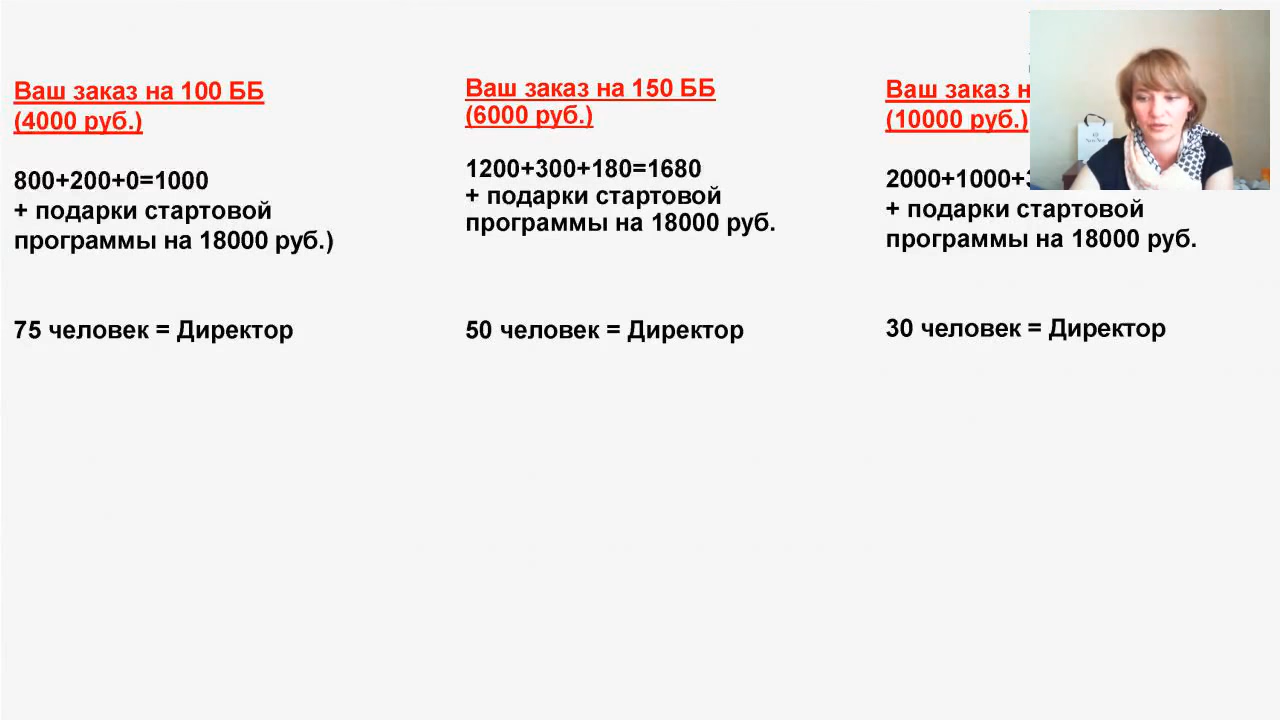 Ваш заказ на 100 ББ
(4000 руб.)
800+200+0=1000
+ подарки стартовой
программы на 18000 руб.)
75 человек = Директор
Ваш заказ на 150 ББ
(6000 руб.)
1200+300+180=1680
+ подарки стартовой
программы на 18000 руб.
50 человек = Директор
Ваш заказ
(10000 руб.)
2000+1000+
+ подарки стартовой
программы на 18000 руб.
30 человек = Директор